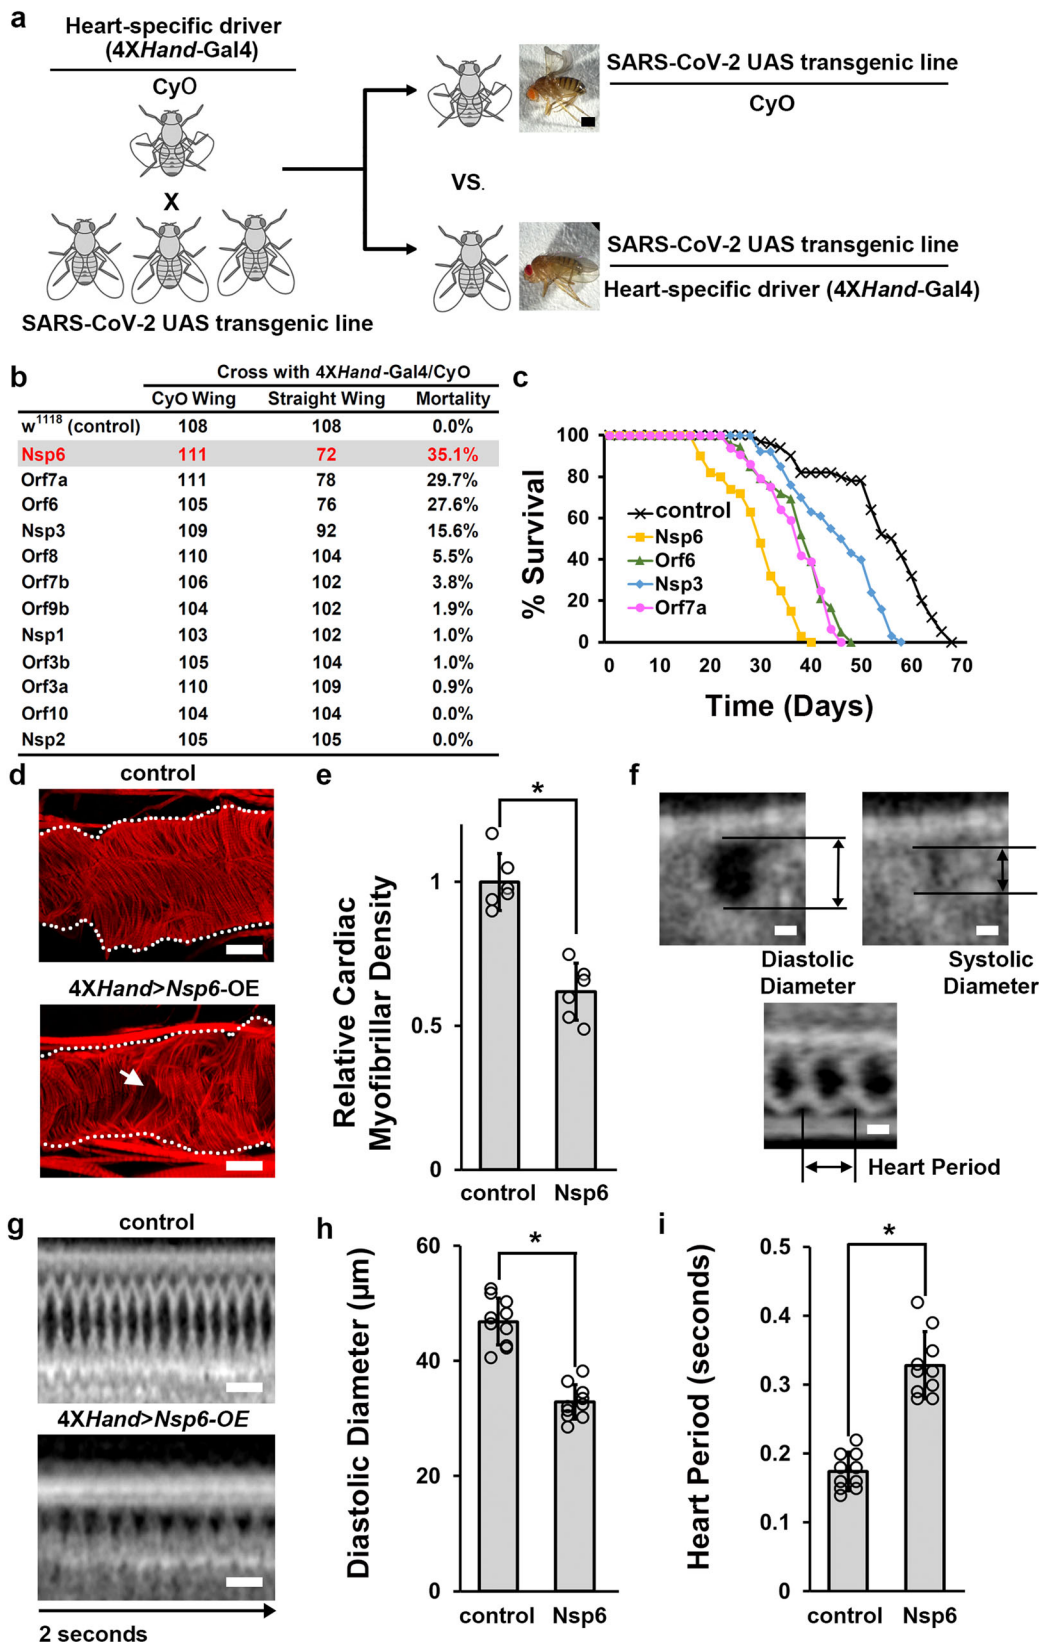 a
Heart-specific driver
(4XHand-Gal4)
CyO
X
SARS-CoV-2 UAS transgenic line
SARS-CoV-2 UAS transgenic line
CyO
VS.
SARS-CoV-2 UAS transgenic line
Heart-specific driver (4XHand-Gal4)
b
Cross with 4XHand-Gal4/CyO
CyO Wing Straight Wing Mortality
w1118 (control) 108 108 0.0%
Nsp6 111 72 35.1%
Orf7a 111 78 29.7%
Orf6 105 76 27.6%
Nsp3 109 92 15.6%
Orf8 110 104 5.5%
Orf7b 106 102 3.8%
Orf9b 104 102 1.9%
Nsp1 103 102 1.0%
Orf3b 105 104 1.0%
Orf3a 110 109 0.9%
Orf10 104 104 0.0%
Nsp2 105 105 0.0%
c
% Survival
100
80
60
40
20
0
control
Nsp6
Orf6
Nsp3
Orf7a
0 10 20 30 40 50 60 70
Time (Days)
d
control
4XHand>Nsp6-OE
e
Relative Cardiac
Myofibrillar Density
*
1
0.5
0
control Nsp6
f
Diastolic
Diameter
Systolic
Diameter
Heart Period
g
control
4XHand>Nsp6-OE
2 seconds
h
Diastolic Diameter (µm)
*
60
40
20
0
control Nsp6
i
Heart Period (seconds)
*
0.5
0.4
0.3
0.2
0.1
0
control Nsp6